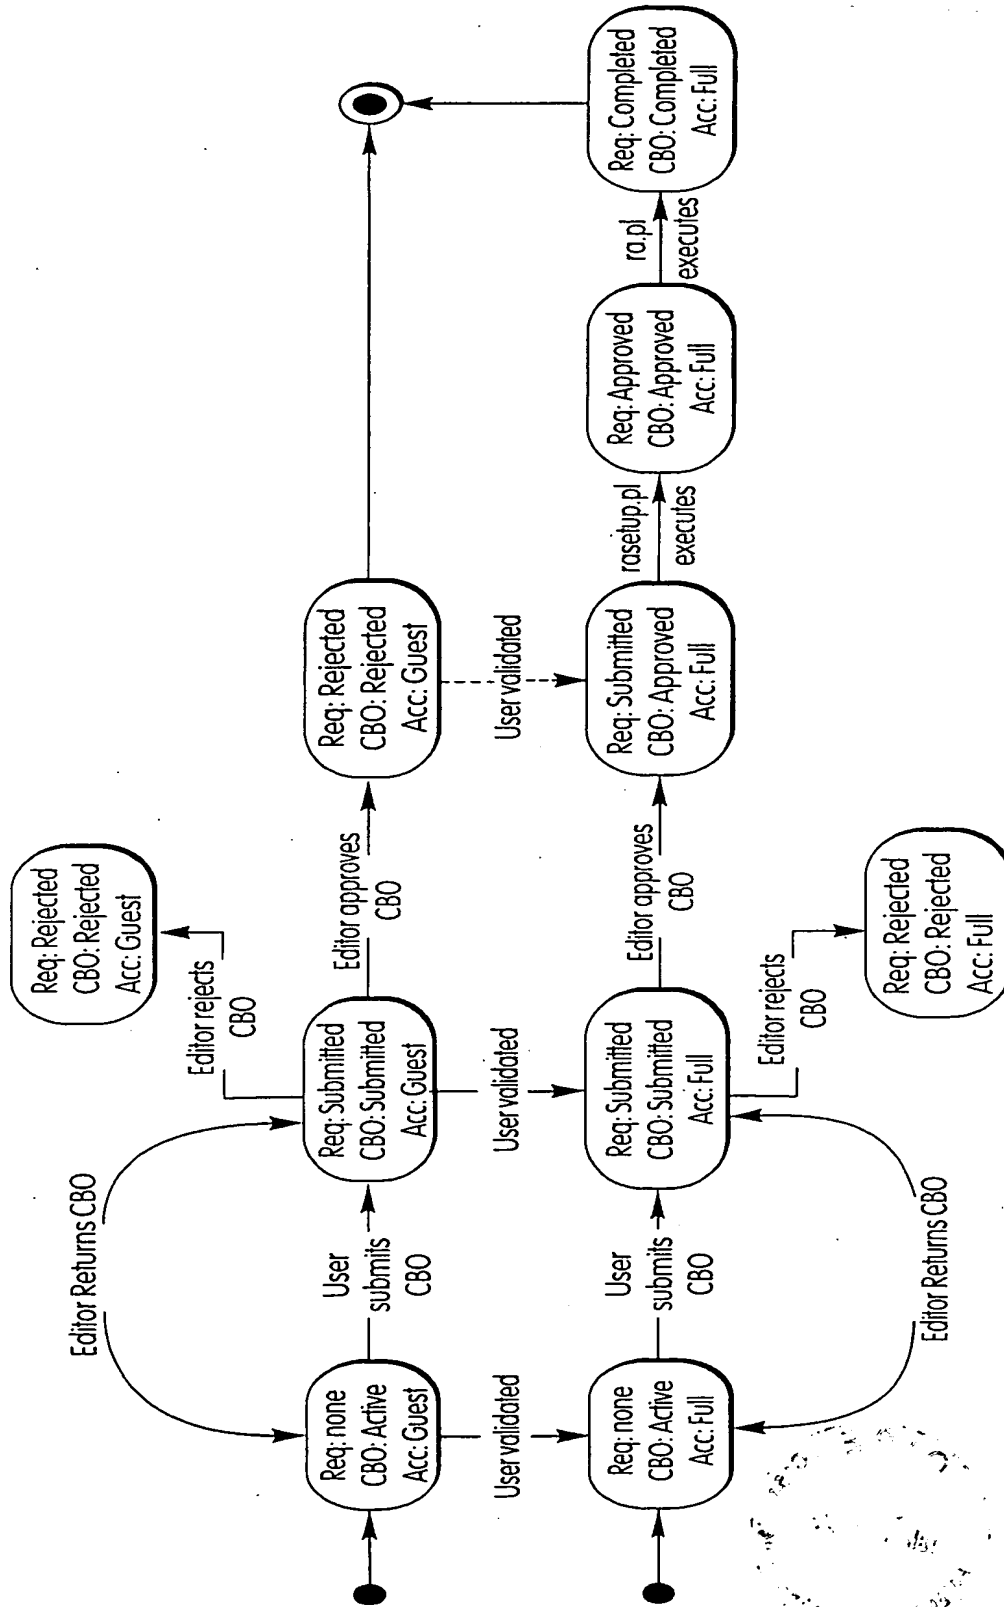 Editor Returns CBO
Req: Rejected
CBO: Rejected
Acc: Guest
Editor rejects
CBO
Req: none
CBO: Active
Acc: Guest
User
submits
CBO
Req: Submitted
CBO: Submitted
Acc: Guest
Editor approves
CBO
Req: Rejected
CBO: Rejected
Acc: Guest
User validated
User validated
User validated
Req: none
CBO: Active
Acc: Full
User
submits
CBO
Req: Submitted
CBO: Submitted
Acc: Full
Editor approves
CBO
Req: Submitted
CBO: Approved
Acc: Full
rasetup.pl
executes
Req: Approved
CBO: Approved
Acc: Full
ra.pl
executes
Req: Completed
CBO: Completed
Acc: Full
Editor Returns CBO
Editor rejects
CBO
Req: Rejected
CBO: Rejected
Acc: Full